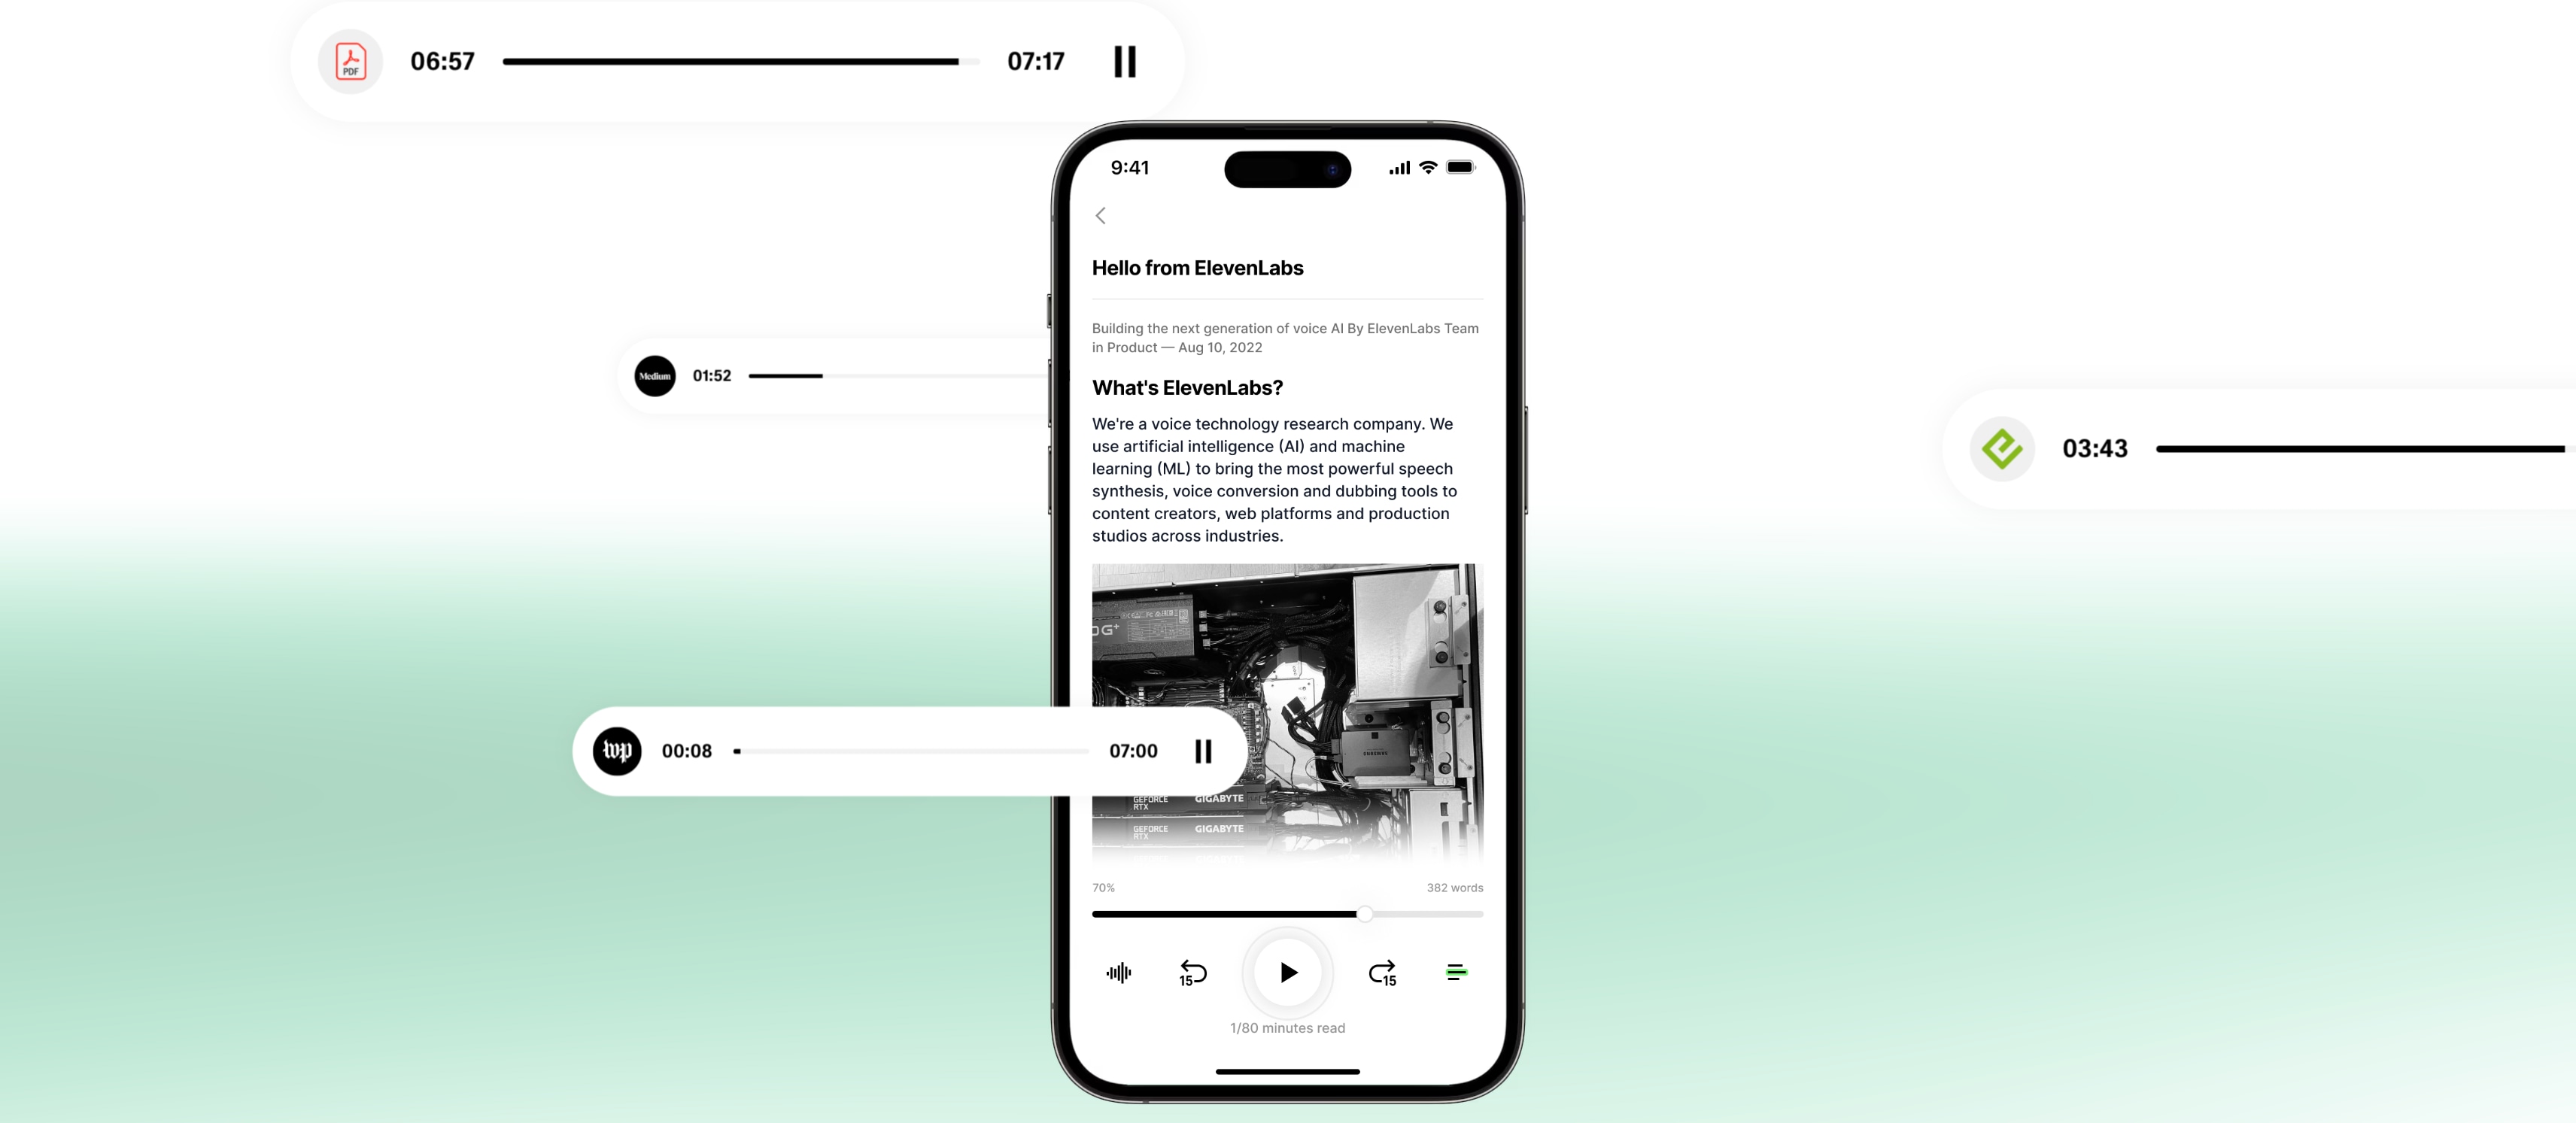 PDF
06:57
07:17
9:41
Hello from ElevenLabs
Building the next generation of voice AI By ElevenLabs Team
in Product — Aug 10, 2022
Medium
01:52
What's ElevenLabs?
We're a voice technology research company. We
use artificial intelligence (AI) and machine
learning (ML) to bring the most powerful speech
synthesis, voice conversion and dubbing tools to
content creators, web platforms and production
studios across industries.
03:43
OG+
SAMSUNG
wp
00:08
07:00
GEFORCE
RTX
GIGABYTE
GEFORCE
RTX
GIGABYTE
70%
382 words
15
15
1/80 minutes read